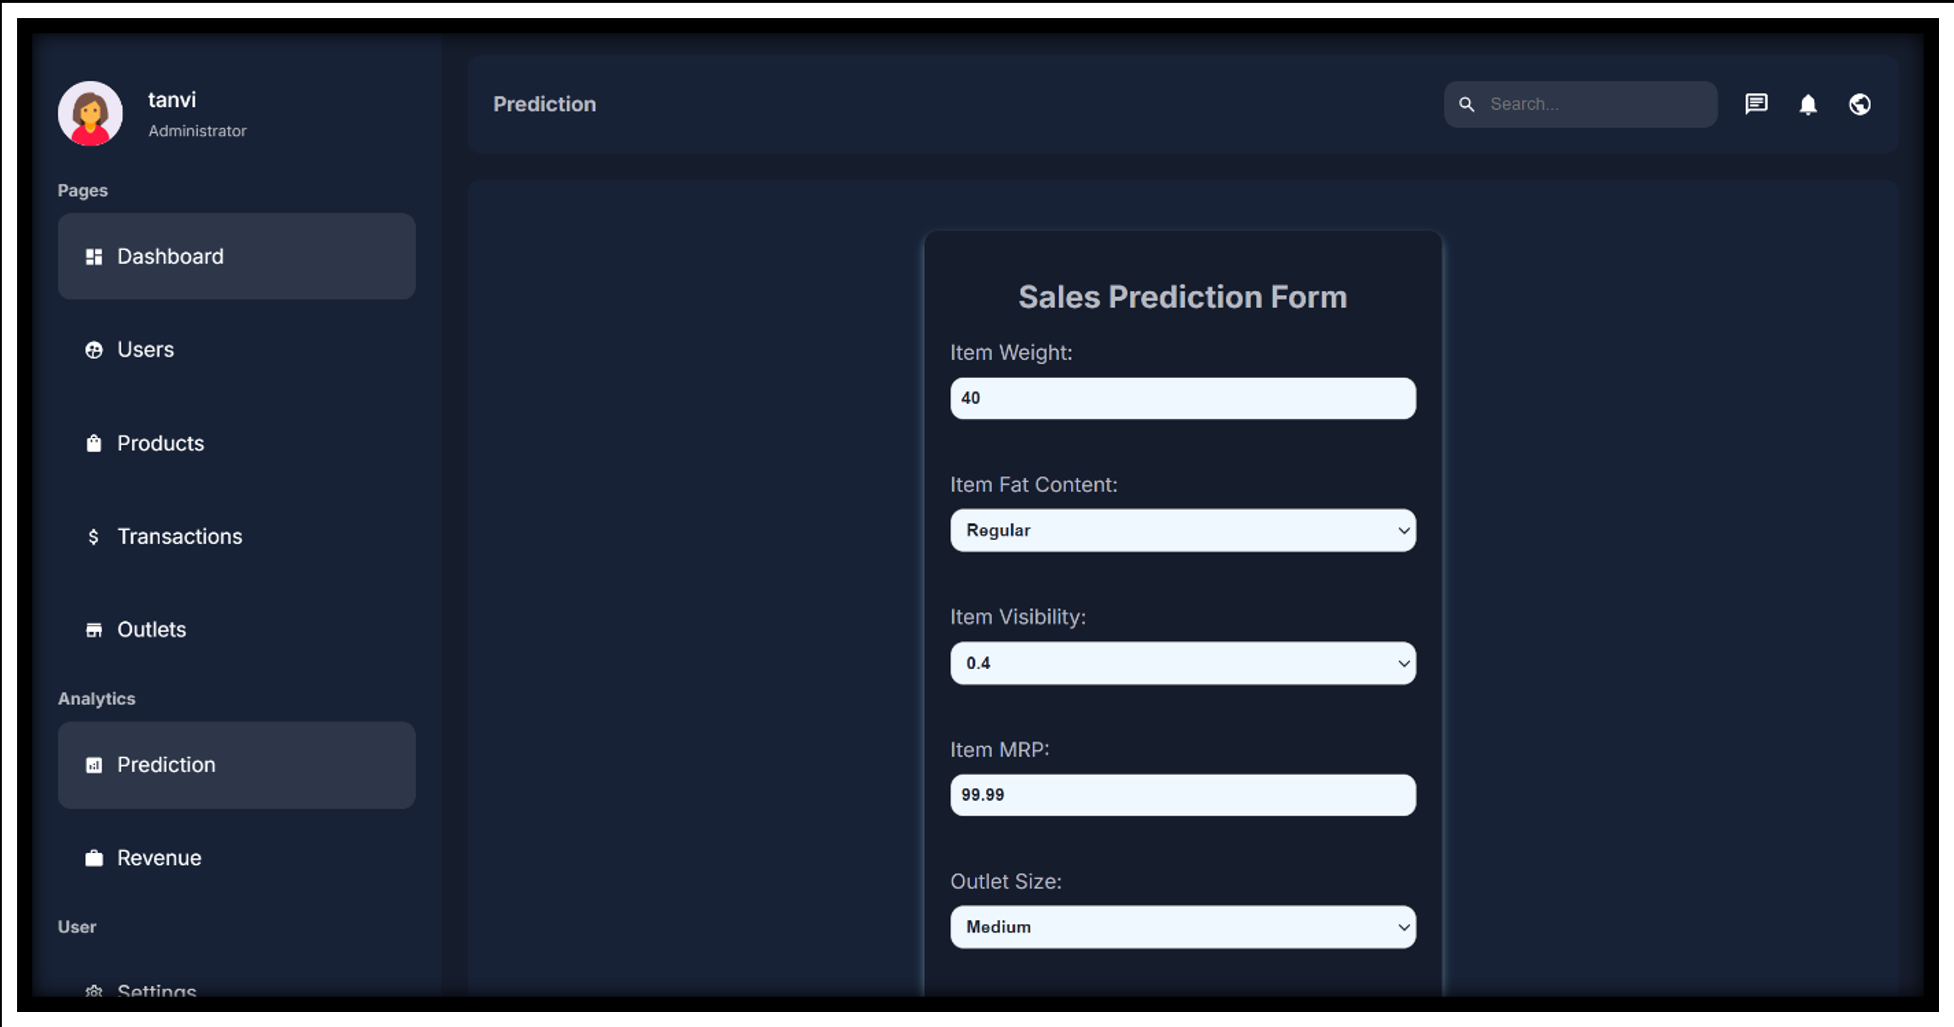 tanvi
Administrator
Pages
Dashboard
Users
Products
Transactions
Outlets
Analytics
Prediction
Revenue
User
Settings
Prediction
Search...
Sales Prediction Form
Item Weight:
40
Item Fat Content:
Regular
Item Visibility:
0.4
Item MRP:
99.99
Outlet Size:
Medium